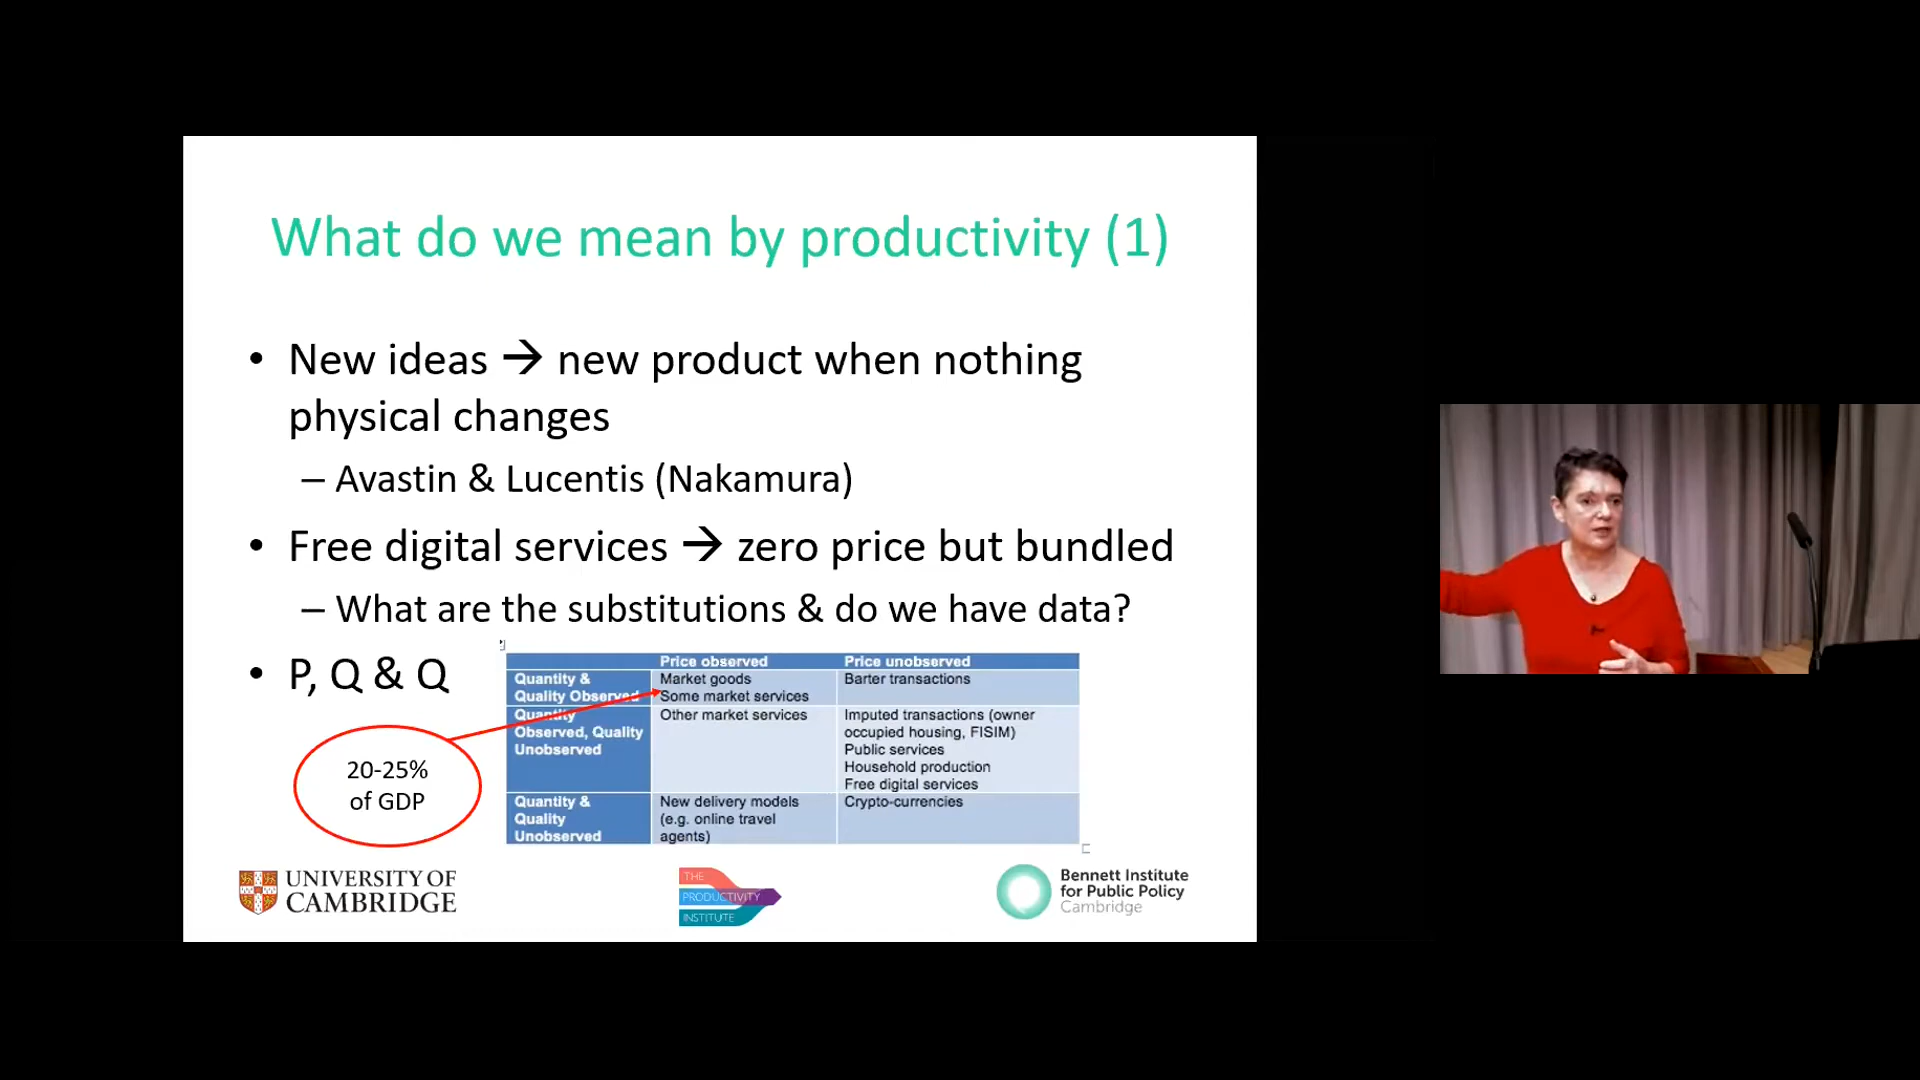 What do we mean by productivity (1)
• New ideas → new product when nothing
physical changes
– Avastin & Lucentis (Nakamura)
• Free digital services → zero price but bundled
– What are the substitutions & do we have data?
• P, Q & Q
Price observed
Price unobserved
Quantity &
Quality Observed
Market goods
Some market services
Barter transactions
Quantity
Observed, Quality
Unobserved
Other market services
Imputed transactions (owner
occupied housing, FISIM)
Public services
Household production
Free digital services
Quantity &
Quality
Unobserved
New delivery models
(e.g. online travel
agents)
Crypto-currencies
20-25%
of GDP
UNIVERSITY OF
CAMBRIDGE
THE
PRODUCTIVITY
INSTITUTE
Bennett Institute
for Public Policy
Cambridge